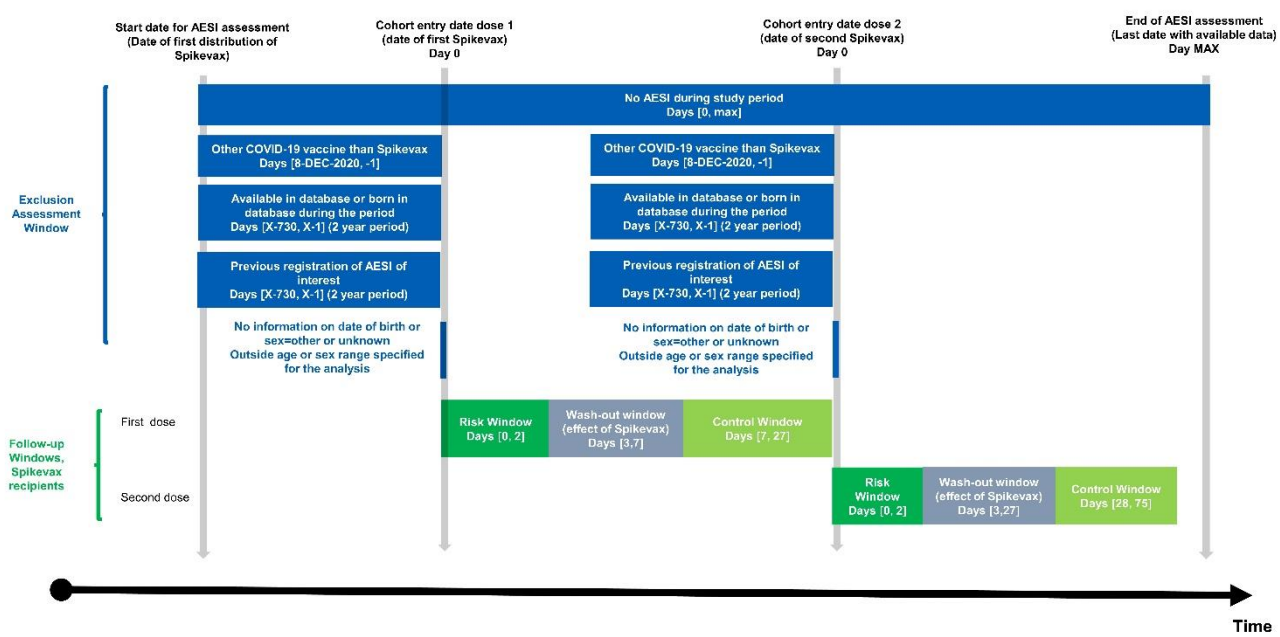 Start date for AESI assessment
(Date of first distribution of
Spikevax)
Cohort entry date dose 1
(date of first Spikevax)
Day 0
Cohort entry date dose 2
(date of second Spikevax)
Day 0
End of AESI assessment
(Last date with available data)
Day MAX
No AESI during study period
Days [0, max]
Exclusion
Assessment
Window
Other COVID-19 vaccine than Spikevax
Days [8-DEC-2020, -1]
Other COVID-19 vaccine than Spikevax
Days [8-DEC-2020, -1]
Available in database or born in
database during the period
Days [X-730, X-1] (2 year period)
Available in database or born in
database during the period
Days [X-730, X-1] (2 year period)
Previous registration of AESI of
interest
Days [X-730, X-1] (2 year period)
Previous registration of AESI of
interest
Days [X-730, X-1] (2 year period)
No information on date of birth or
sex=other or unknown
Outside age or sex range specified
for the analysis
No information on date of birth or
sex=other or unknown
Outside age or sex range specified
for the analysis
Follow-up
Windows,
Spikevax
recipients
First dose
Risk Window
Days [0, 2]
Wash-out window
(effect of Spikevax)
Days [3,7]
Control Window
Days [7, 27]
Second dose
Risk
Window
Days [0, 2]
Wash-out window
(effect of Spikevax)
Days [3,27]
Control Window
Days [28, 75]
Time